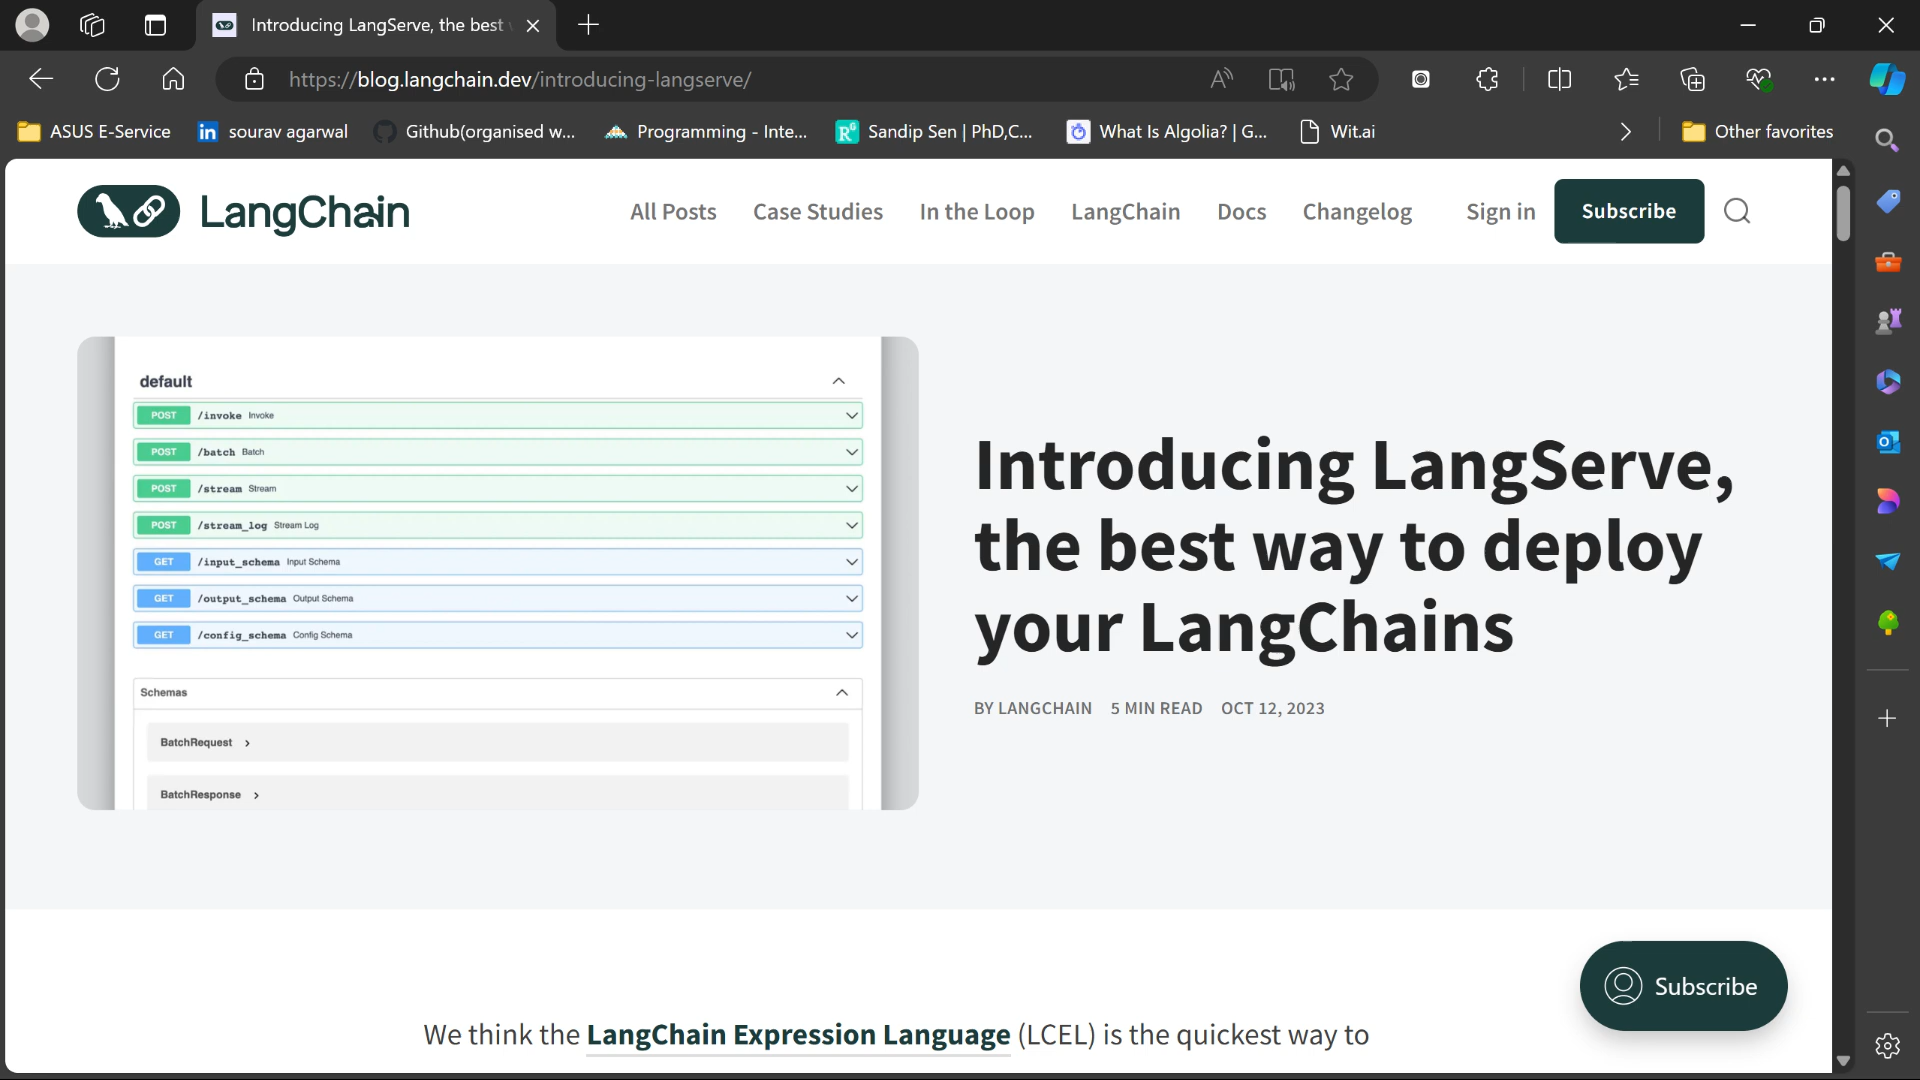 Introducing LangServe, the best
https://blog.langchain.dev/introducing-langserve/
ASUS E-Service
in sourav agarwal
Github(organised w...
Programming - Inte...
R⁶ Sandip Sen | PhD,C...
What Is Algolia? | G...
Wit.ai
Other favorites
LangChain
All Posts
Case Studies
In the Loop
LangChain
Docs
Changelog
Sign in
Subscribe
default
POST /invoke Invoke
POST /batch Batch
POST /stream Stream
POST /stream_log Stream Log
GET /input_schema Input Schema
GET /output_schema Output Schema
GET /config_schema Config Schema
Schemas
BatchRequest
BatchResponse
Introducing LangServe,
the best way to deploy
your LangChains
BY LANGCHAIN 5 MIN READ OCT 12, 2023
Subscribe
We think the LangChain Expression Language (LCEL) is the quickest way to